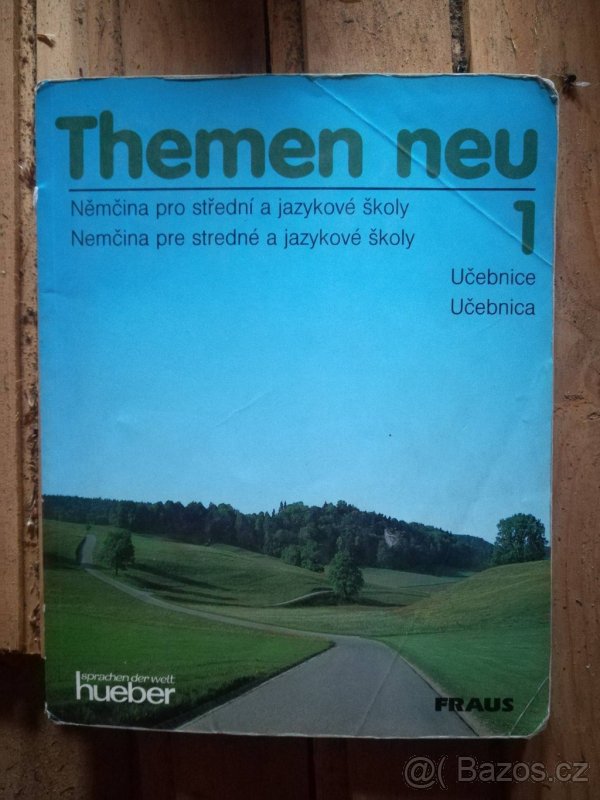 Themen neu
1
Němčina pro střední a jazykové školy
Nemčina pre stredné a jazykové školy
Učebnice
Učebnica
sprachen der welt
hueber
FRAUS
@ Bazos.cz